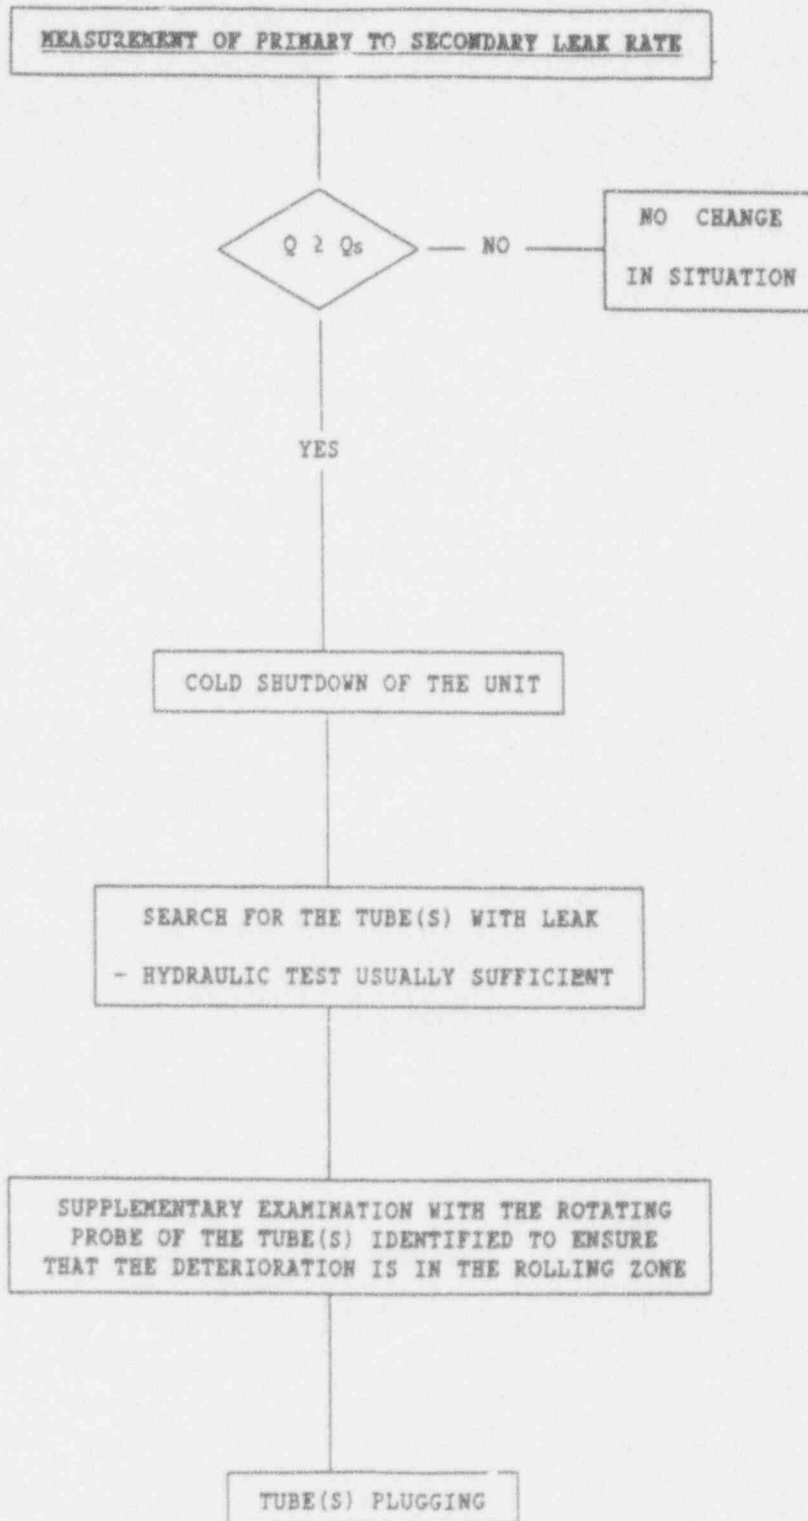 MEASUREMENT OF PRIMARY TO SECONDARY LEAK RATE
Q ≥ Qs
NO
NO CHANGE
IN SITUATION
YES
COLD SHUTDOWN OF THE UNIT
SEARCH FOR THE TUBE(S) WITH LEAK
- HYDRAULIC TEST USUALLY SUFFICIENT
SUPPLEMENTARY EXAMINATION WITH THE ROTATING
PROBE OF THE TUBE(S) IDENTIFIED TO ENSURE
THAT THE DETERIORATION IS IN THE ROLLING ZONE
TUBE(S) PLUGGING